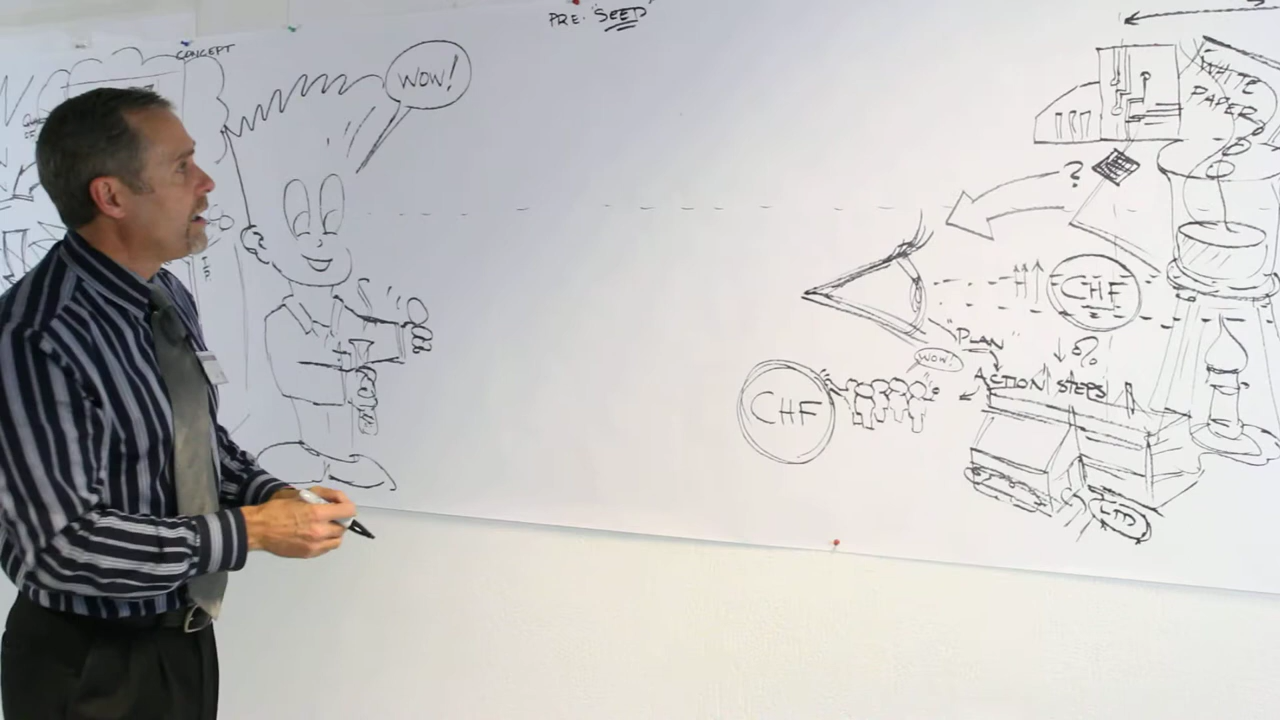 PRE. "SEED"
CONCEPT
WOW!
WHITE
PAPER
?
CHF
"PLAN"
WOW!
%
ACTION STEPS
CHF